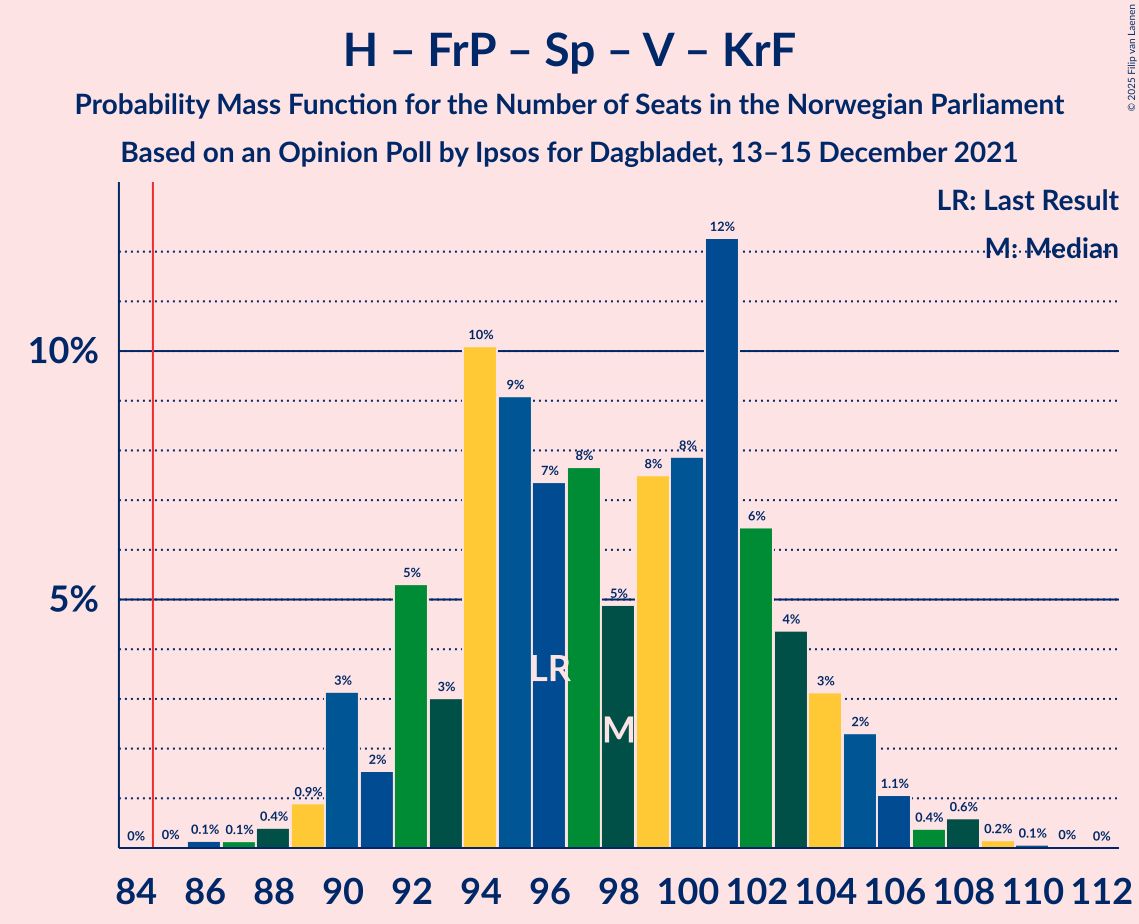 H – FrP – Sp – V – KrF
Probability Mass Function for the Number of Seats in the Norwegian Parliament
Based on an Opinion Poll by Ipsos for Dagbladet, 13–15 December 2021
© 2025 Filip van Laenen
LR: Last Result
M: Median
10%
5%
0% 0% 0.1% 0.1% 0.4% 0.9% 3% 2% 5% 3% 10% 9% 7% 8% 5% 8% 8% 12% 6% 4% 3% 2% 1.1% 0.4% 0.6% 0.2% 0.1% 0% 0%
LR
M
84 86 88 90 92 94 96 98 100 102 104 106 108 110 112